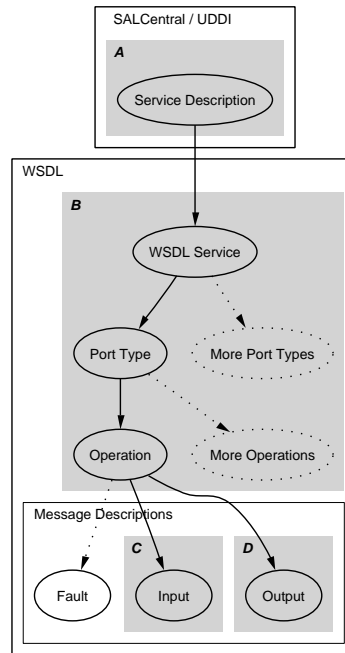 SALCentral / UDDI
A
Service Description
WSDL
B
WSDL Service
Port Type
More Port Types
Operation
More Operations
Message Descriptions
C
D
Fault
Input
Output